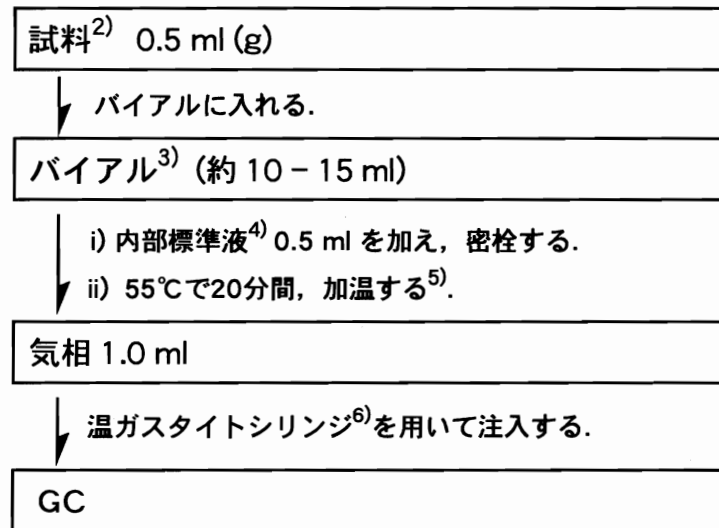 試料2) 0.5 ml (g)
バイアルに入れる.
バイアル3) (約 10 – 15 ml)
i) 内部標準液4) 0.5 ml を加え，密栓する.
ii) 55℃で20分間，加温する5).
気相 1.0 ml
温ガスタイトシリンジ6)を用いて注入する.
GC